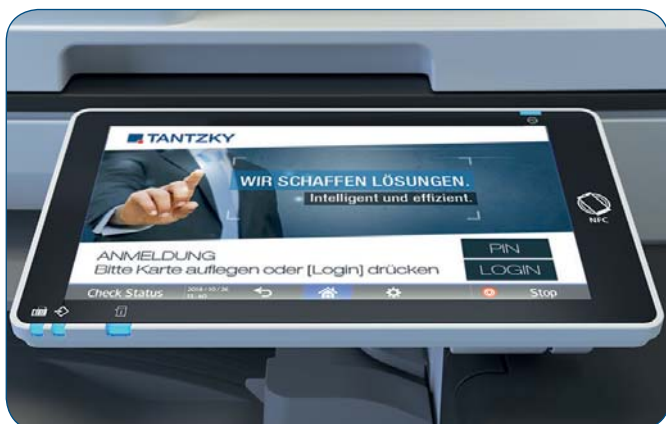 TANTZKY
WIR SCHAFFEN LÖSUNGEN.
Intelligent und effizient.
NFC
ANMELDUNG
PIN
Bitte Karte auflegen oder [Login] drücken
LOGIN
Check Status
Stop